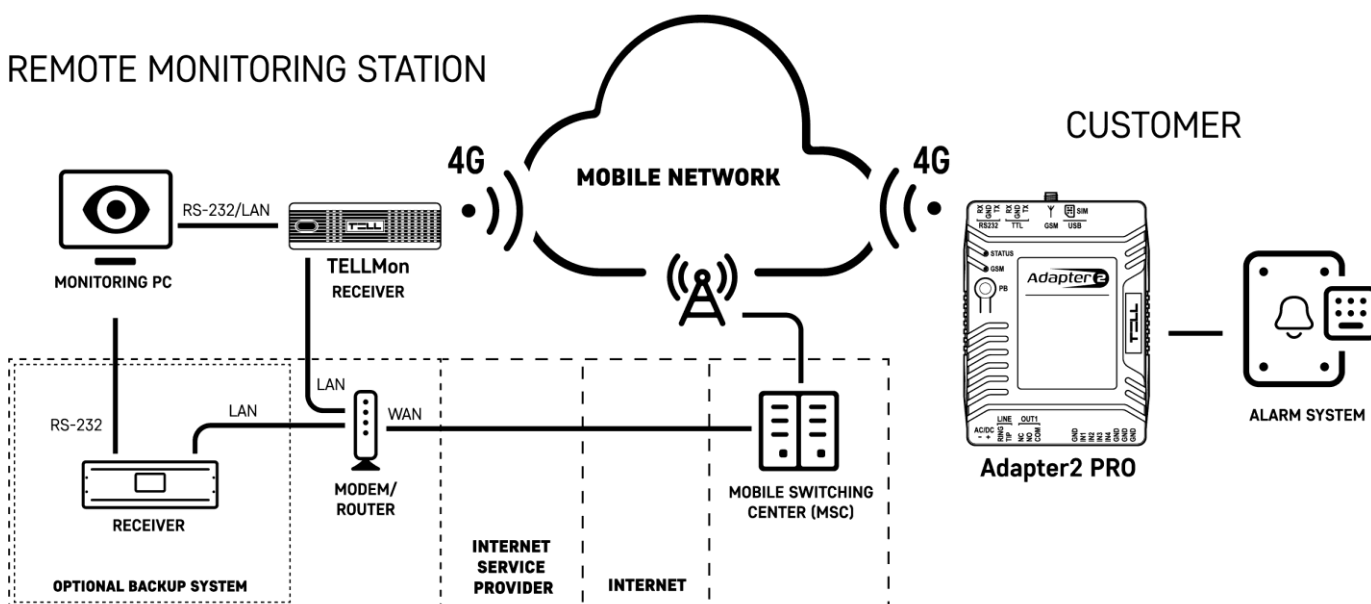 REMOTE MONITORING STATION
CUSTOMER
4G
MOBILE NETWORK
4G
RS-232/LAN
TELL
MONITORING PC
TELLMon
RECEIVER
RX
GND
TX
RX
GND
TX
RS232
TTL
GSM
SIM
USB
STATUS
GSM
PB
Adapter2
TELL
LINE
OUT1
AC/DC
- +
RING
TIP
NC
NO
COM
GND
IN1
IN2
IN3
IN4
GND
GND
GND
Adapter2 PRO
ALARM SYSTEM
RS-232
LAN
LAN
WAN
RECEIVER
MODEM/
ROUTER
MOBILE SWITCHING
CENTER (MSC)
OPTIONAL BACKUP SYSTEM
INTERNET
SERVICE
PROVIDER
INTERNET